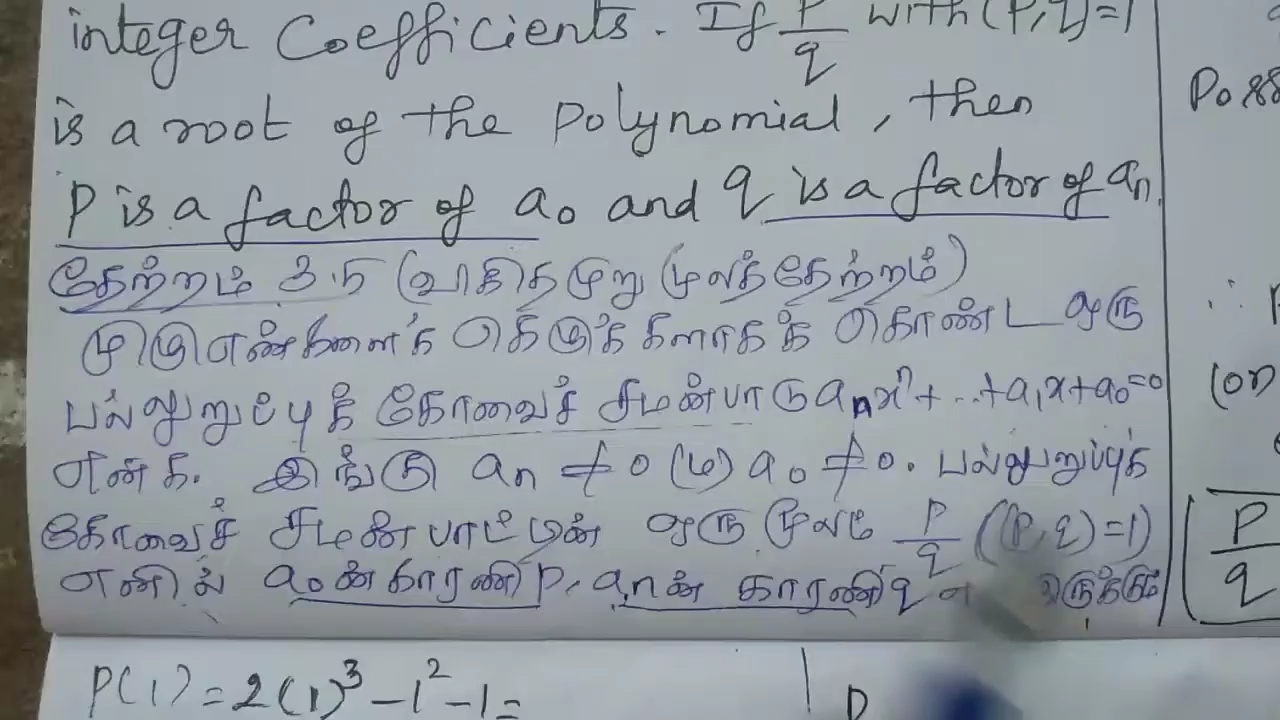 integer Coefficients. If P/q with (P,q)=1
is a root of the polynomial, then
P is a factor of a₀ and q is a factor of aₙ.
தேற்றம் 3.5 (விகிதமுறு மூலத்தேற்றம்)
முழு எண்களைக் கெழுக்களாகக் கொண்ட ஒரு
பல்லுறுப்புக் கோவைச் சமன்பாடு aₙxⁿ+...+a₁x+a₀=0
என்க. இங்கு aₙ ≠ 0 (ம) a₀ ≠ 0. பல்லுறுப்புக்
கோவைச் சமன்பாட்டின் ஒரு மூலம் P/q ((P,q)=1)
எனில் a₀ன் காரணி p, aₙன் காரணி q
P(1) = 2(1)³ - 1² - 1 =
∴
(or)
P/q